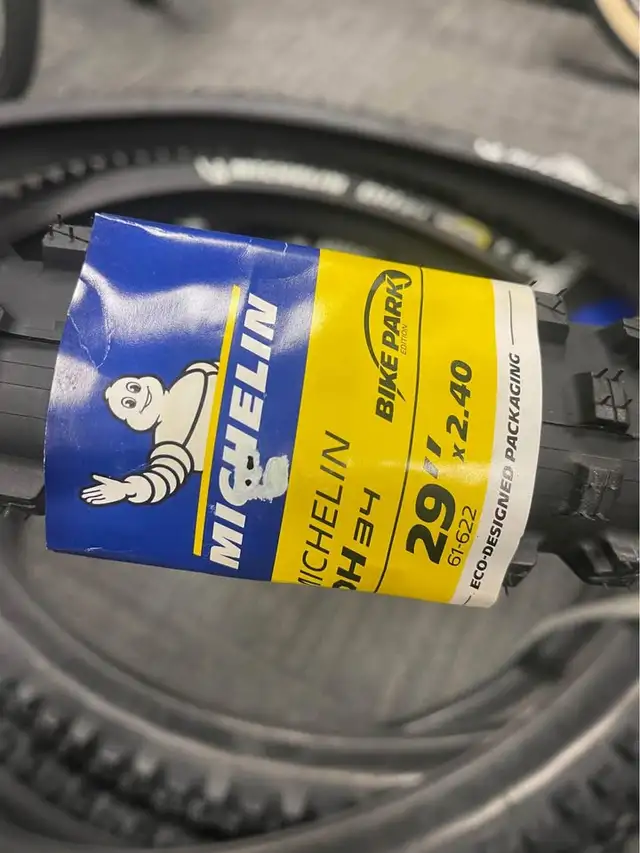 MICHELIN
MICHELIN
DH 34
BIKE PARK
EDITION
29" x 2.40
61-622
ECO-DESIGNED PACKAGING